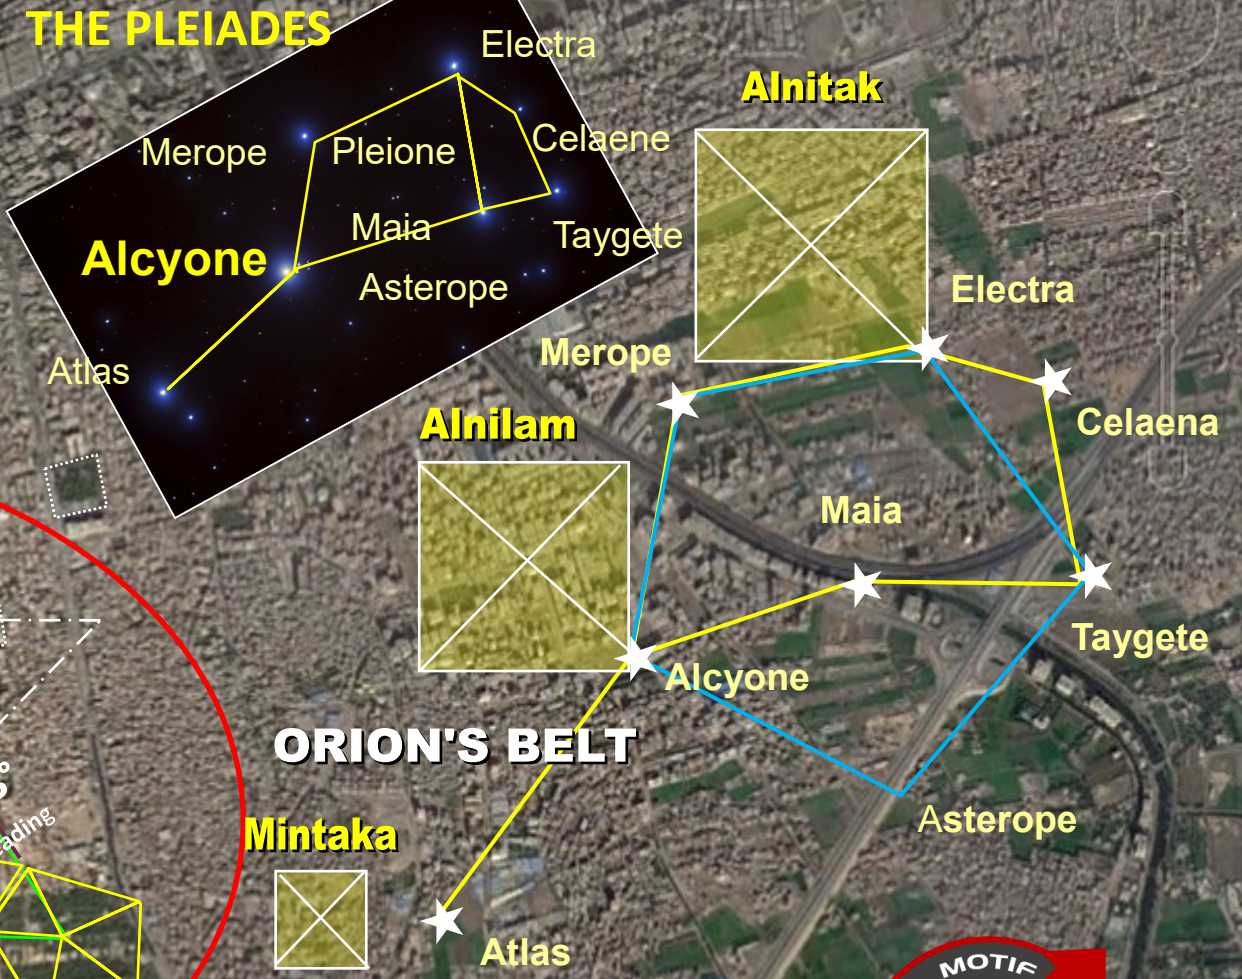 THE PLEIADES
Electra
Alnitak
Merope
Pleione
Celaene
Maia
Taygete
Alcyone
Asterope
Electra
Atlas
Merope
Alnilam
Celaena
Maia
Taygete
Alcyone
ORION'S BELT
Asterope
Mintaka
Atlas
MOTIF